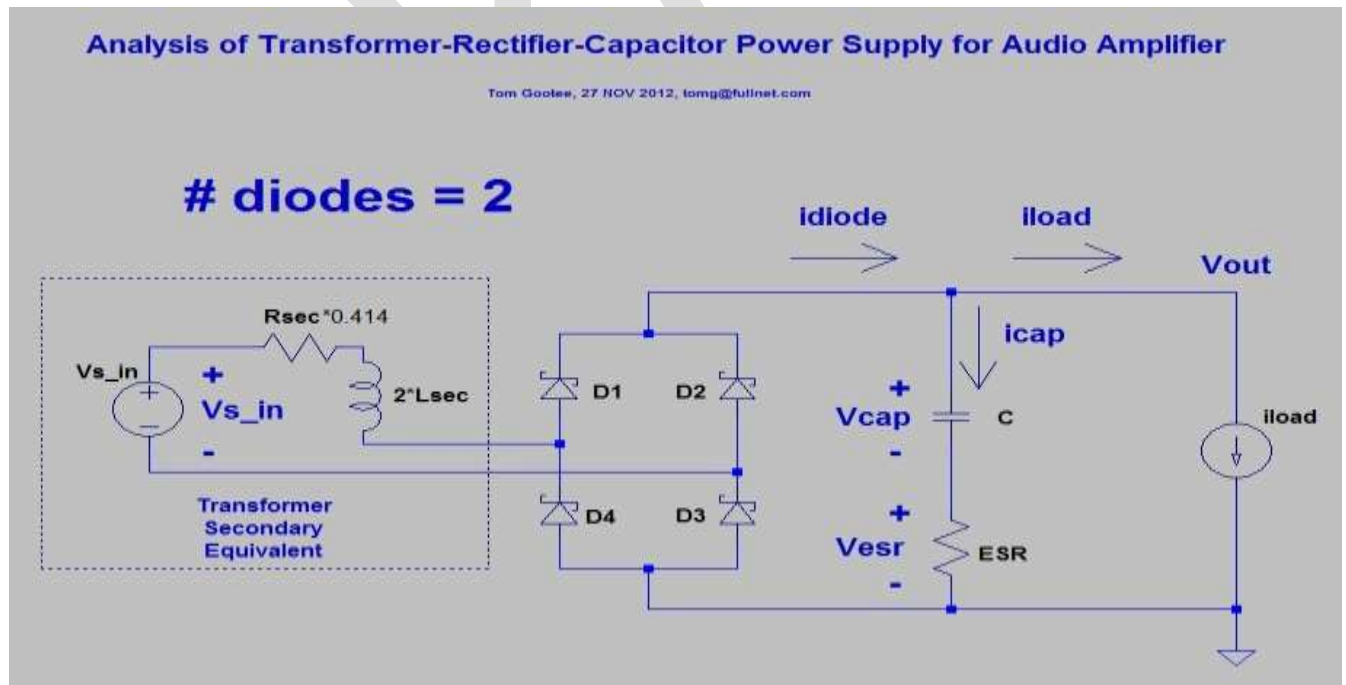 Analysis of Transformer-Rectifier-Capacitor Power Supply for Audio Amplifier
Tom Gootee, 27 NOV 2012, tomg@fullnet.com
# diodes = 2
idiode
iload
Vout
Rsec*0.414
icap
Vs_in
+
Vs_in
-
2*Lsec
D1
D2
+
Vcap
-
C
iload
Transformer
Secondary
Equivalent
D4
D3
+
Vesr
-
ESR